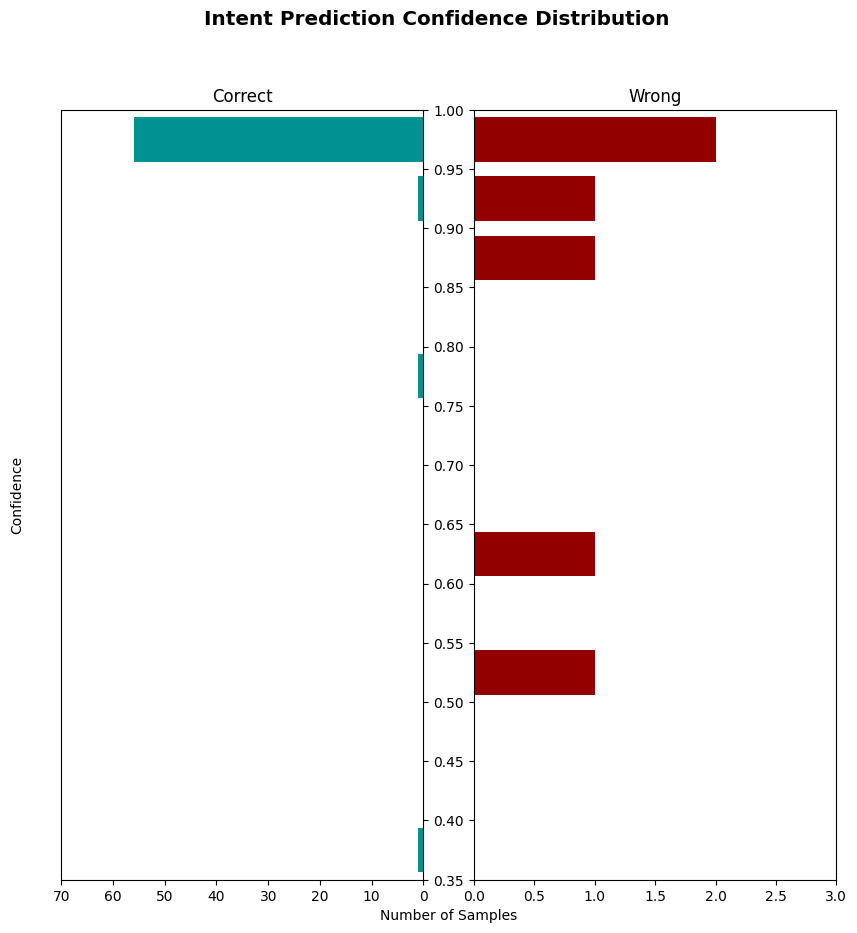 Intent Prediction Confidence Distribution
Correct
Wrong
1.00
0.95
0.90
0.85
0.80
0.75
0.70
0.65
0.60
0.55
0.50
0.45
0.40
0.35
Confidence
70 60 50 40 30 20 10 0
0.0 0.5 1.0 1.5 2.0 2.5 3.0
Number of Samples